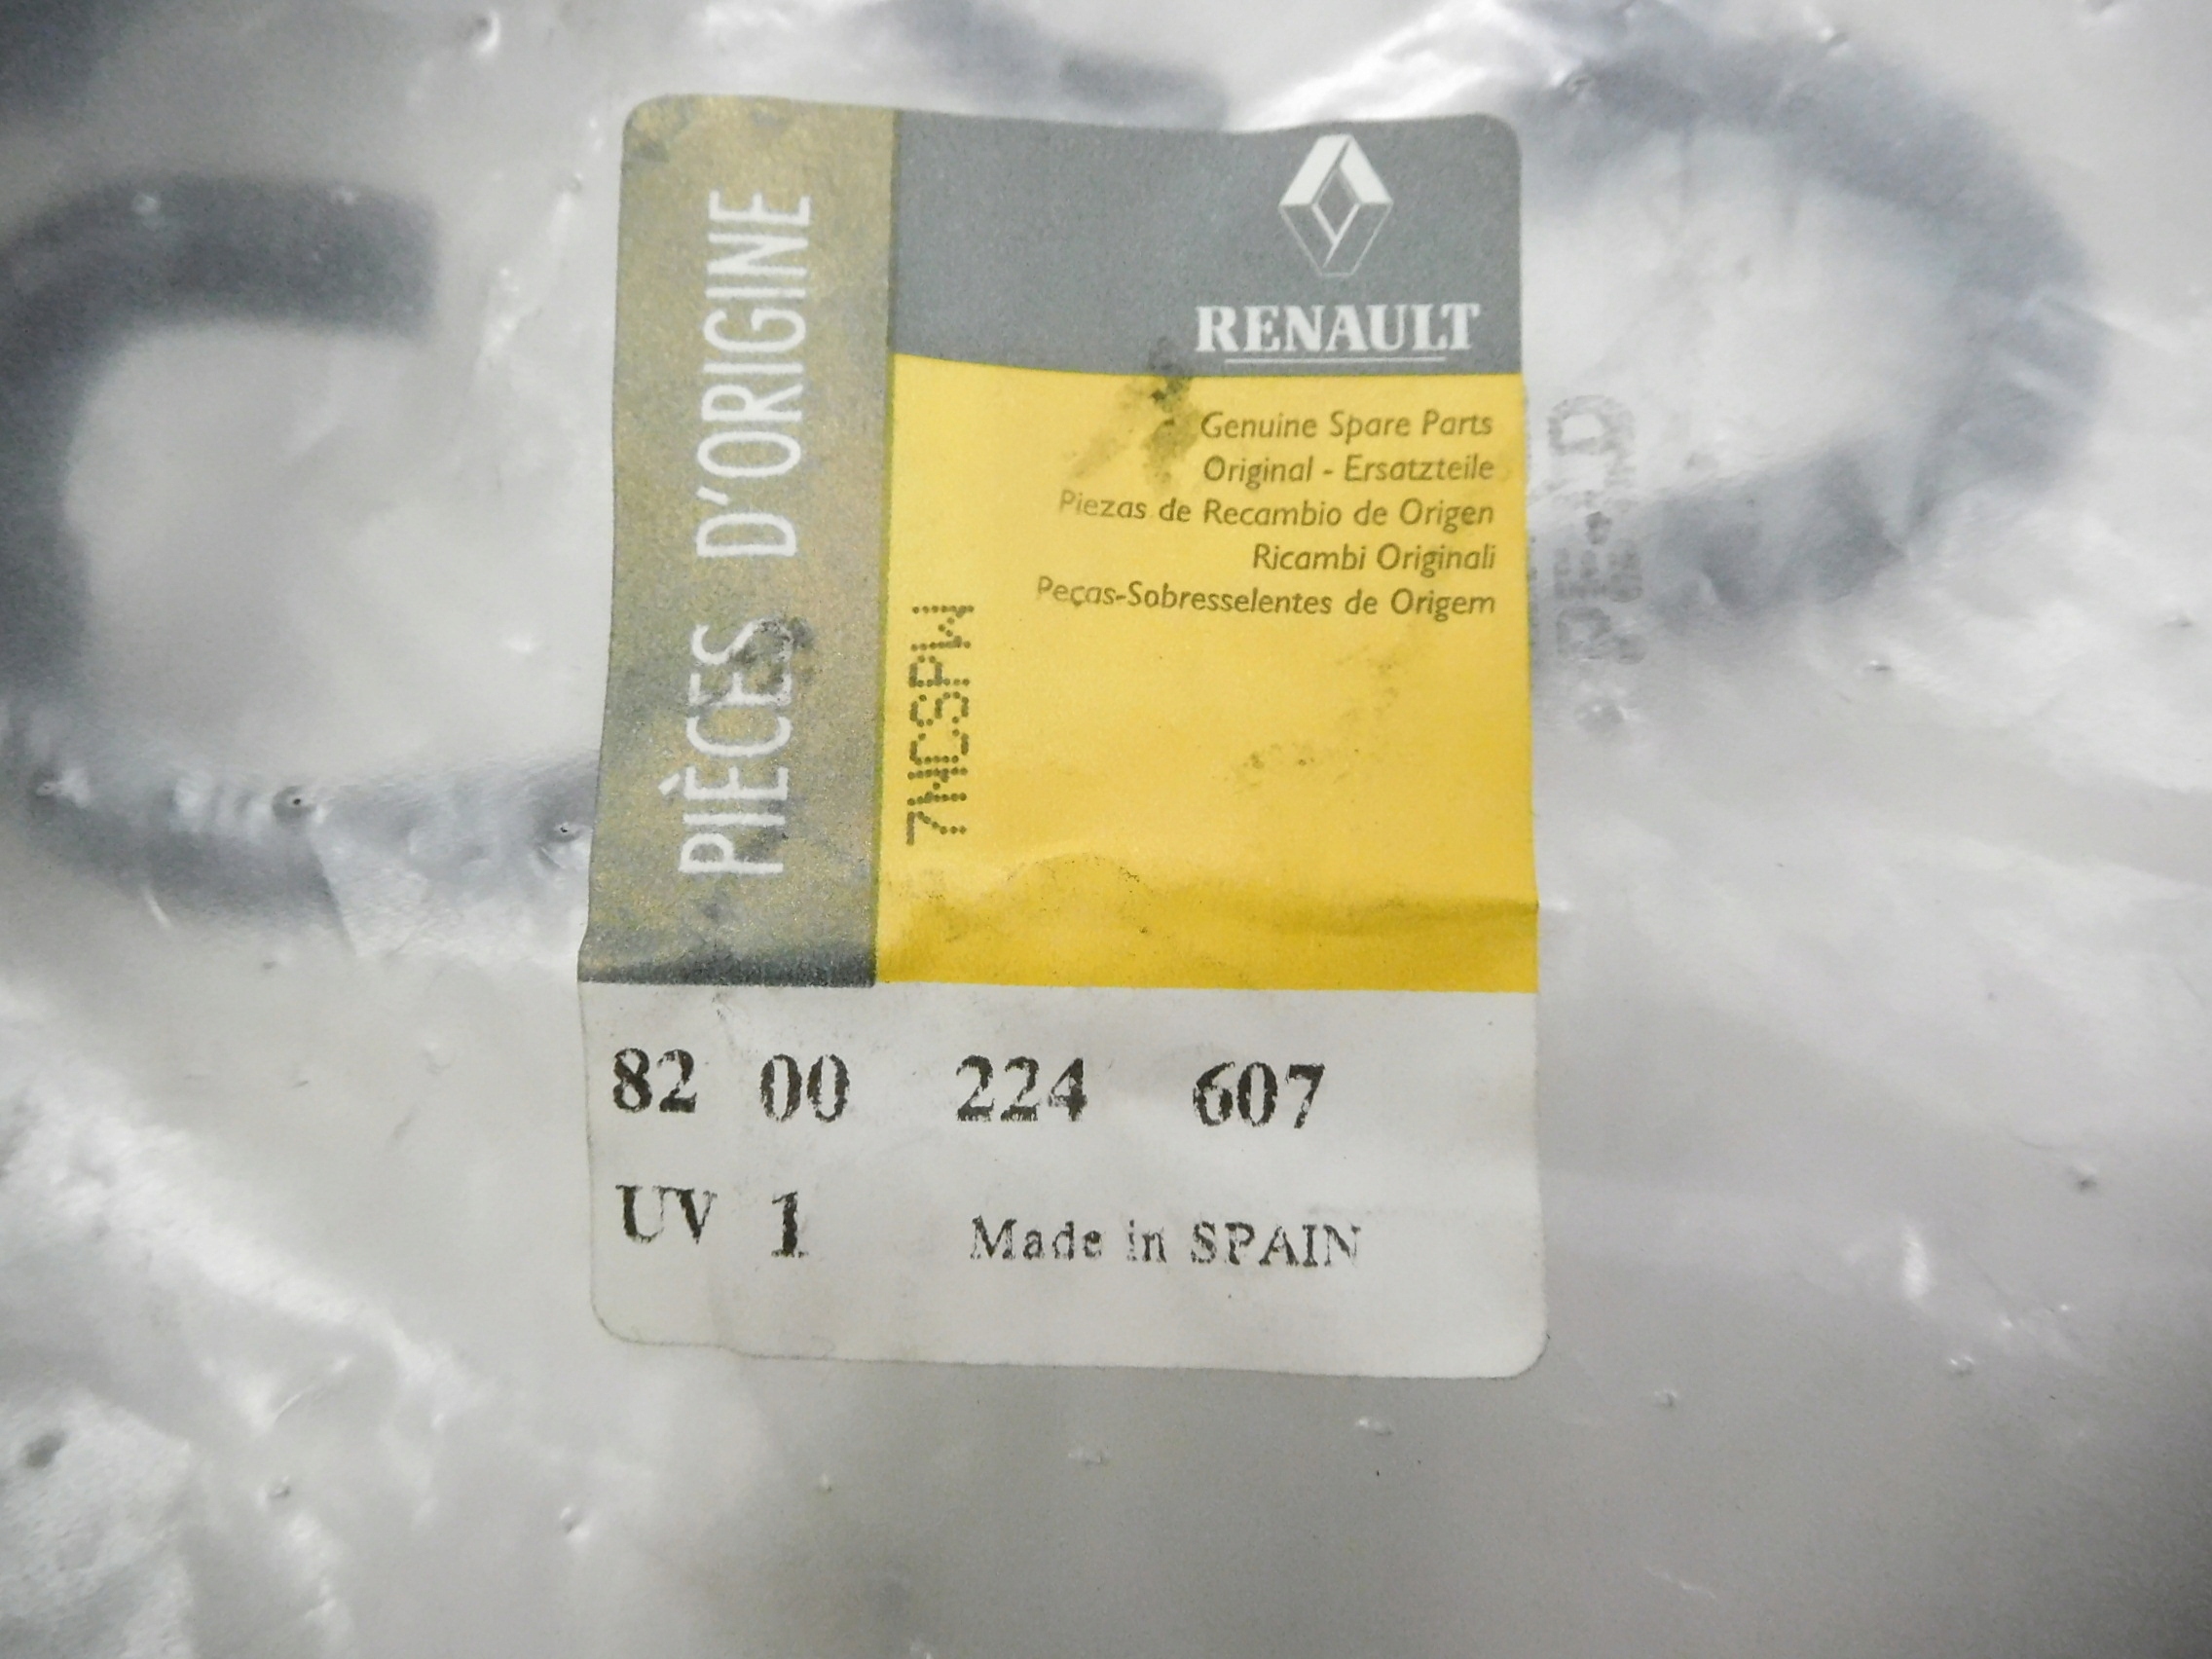 PIÈCES D'ORIGINE
RENAULT
Genuine Spare Parts
Original - Ersatzteile
Piezas de Recambio de Origen
Ricambi Originali
Peças-Sobresselentes de Origem
7MCSPW
82 00 224 607
UV 1 Made in SPAIN